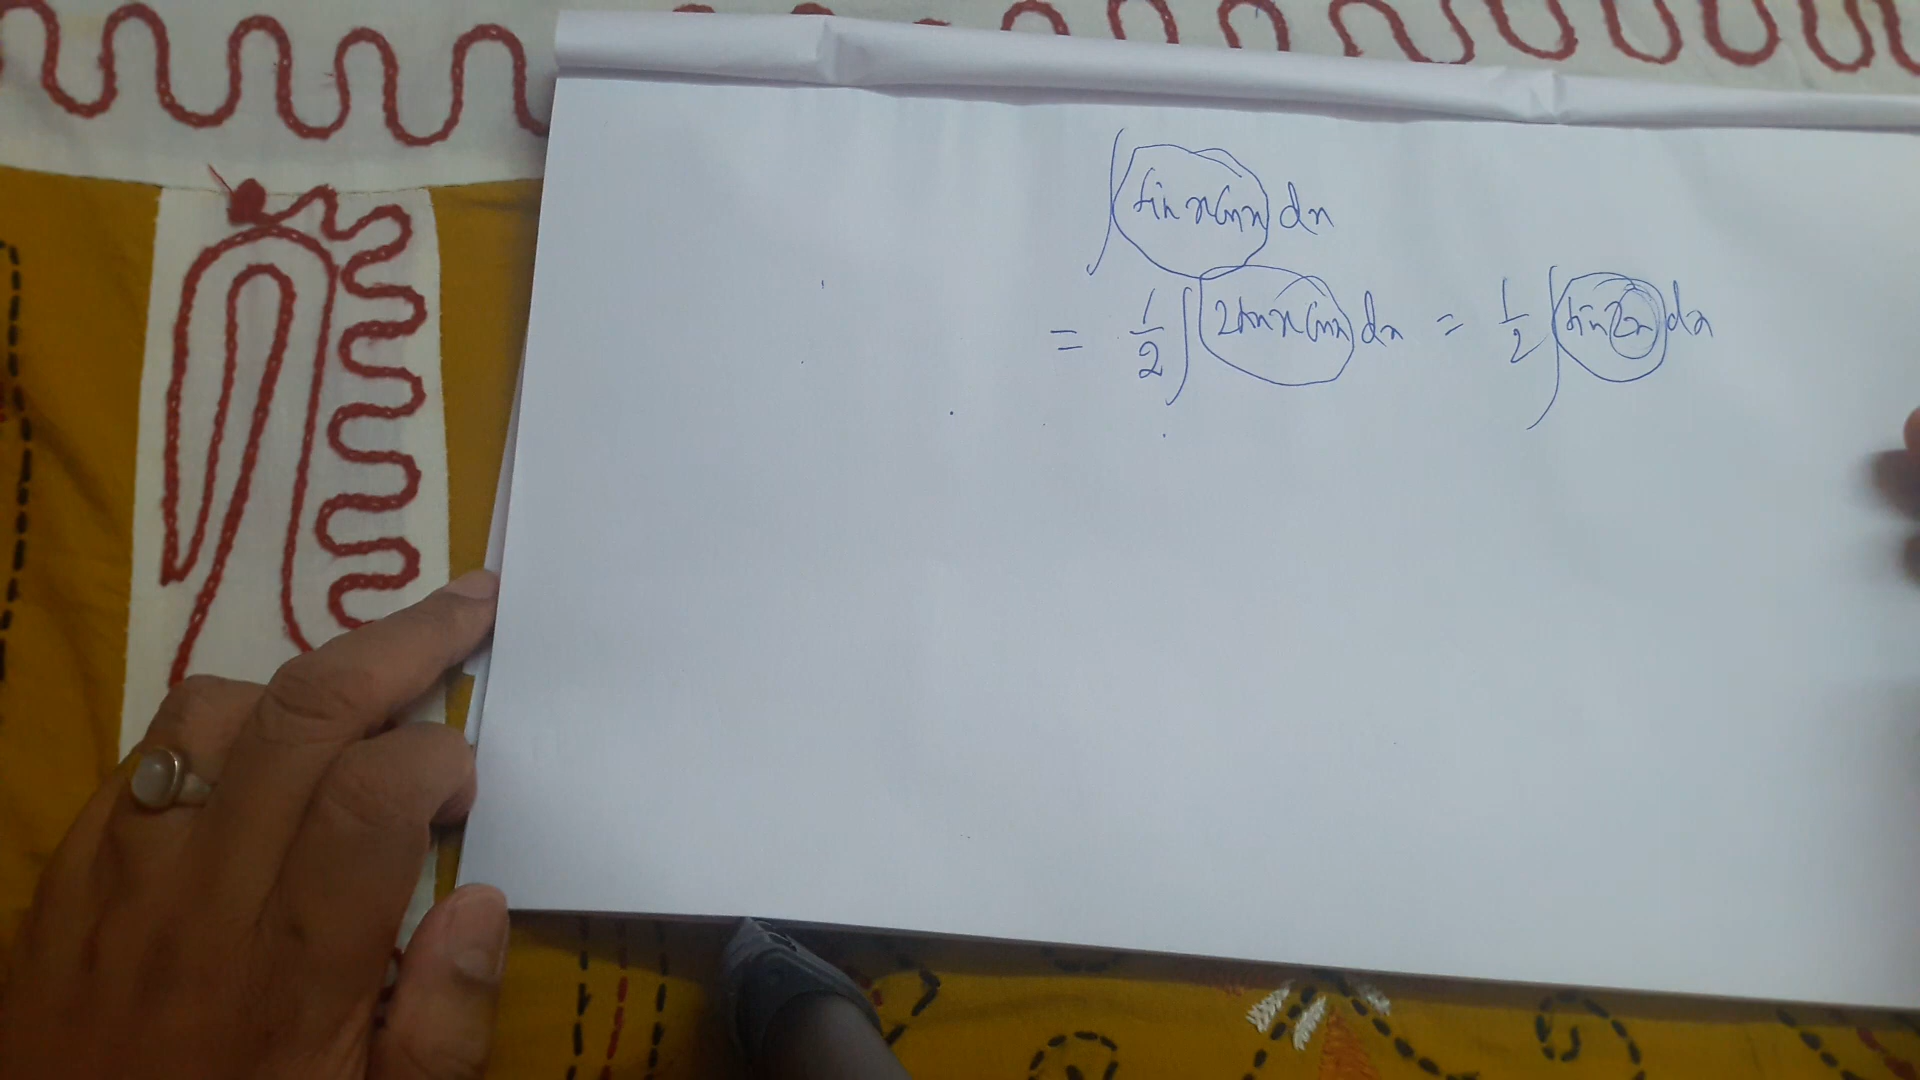 ∫ sin x cos x dx
= 1/2 ∫ 2 sin x cos x dx = 1/2 ∫ sin 2x dx